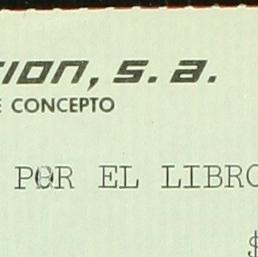 ION, S. A.
E CONCEPTO
POR EL LIBRO
$